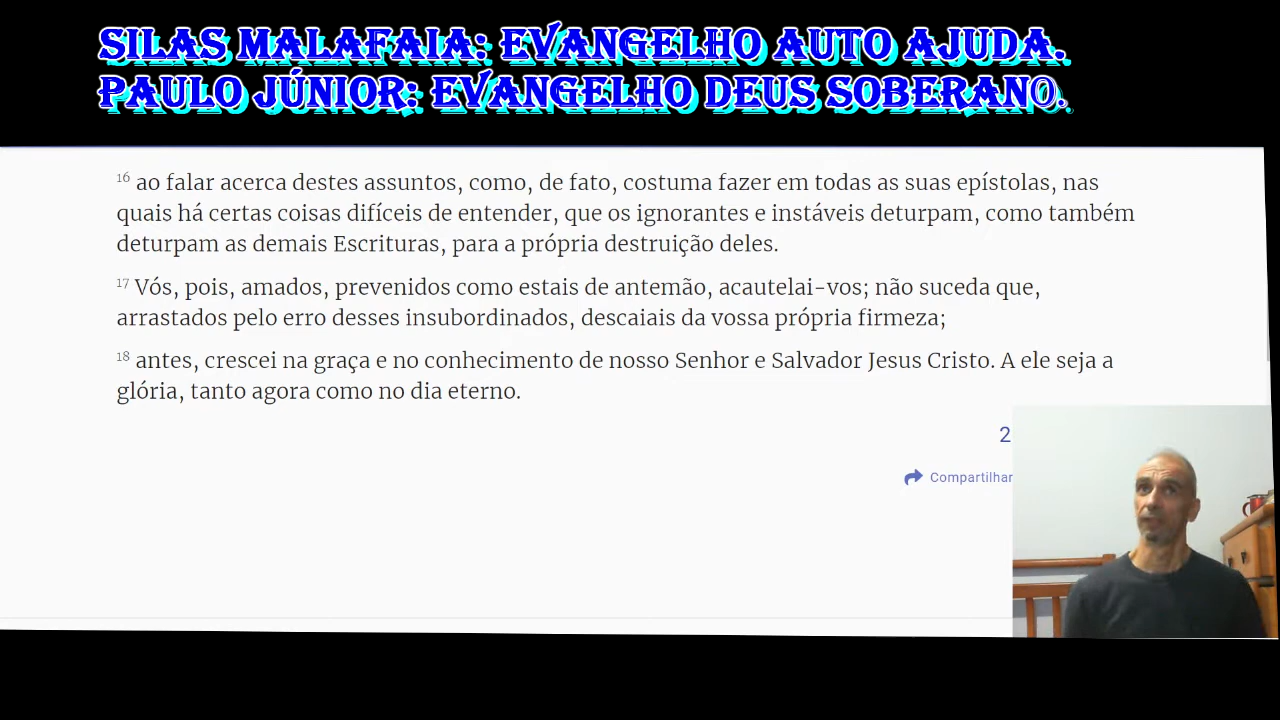 SILAS MALAFAIA: EVANGELHO AUTO AJUDA.
PAULO JÚNIOR: EVANGELHO DEUS SOBERANO.
16 ao falar acerca destes assuntos, como, de fato, costuma fazer em todas as suas epístolas, nas
quais há certas coisas difíceis de entender, que os ignorantes e instáveis deturpam, como também
deturpam as demais Escrituras, para a própria destruição deles.
17 Vós, pois, amados, prevenidos como estais de antemão, acautelai-vos; não suceda que,
arrastados pelo erro desses insubordinados, descaiais da vossa própria firmeza;
18 antes, crescei na graça e no conhecimento de nosso Senhor e Salvador Jesus Cristo. A ele seja a
glória, tanto agora como no dia eterno.
2
Compartilhar